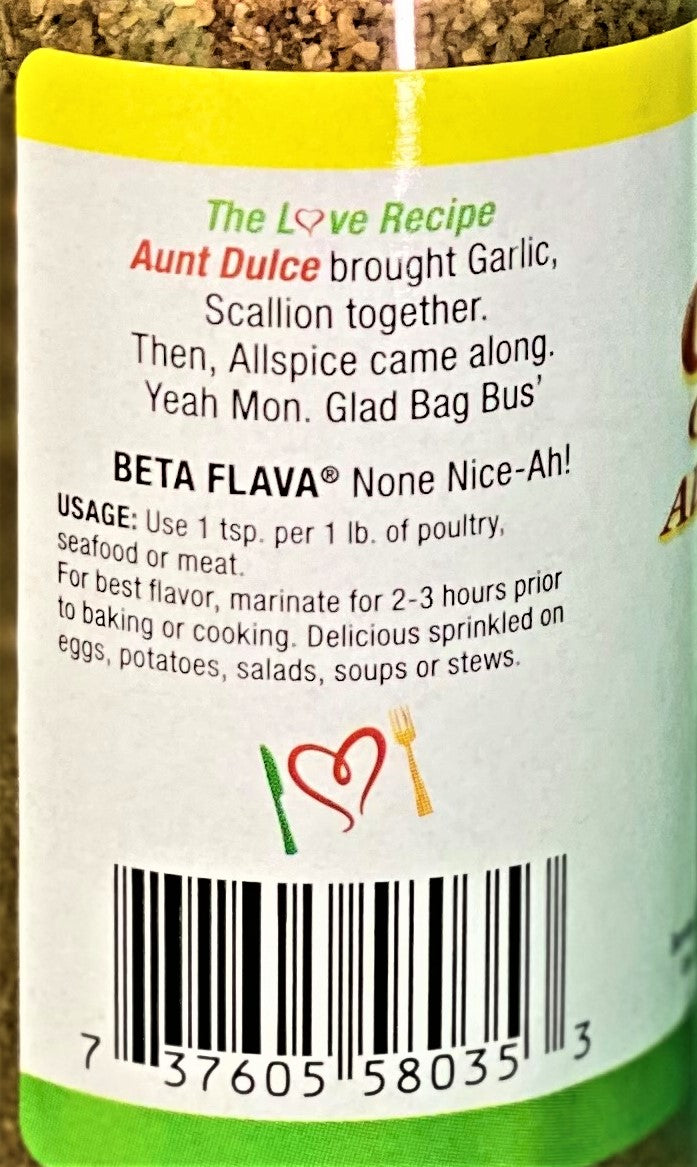 The Love Recipe
Aunt Dulce brought Garlic,
Scallion together.
Then, Allspice came along.
Yeah Mon. Glad Bag Bus'
BETA FLAVA® None Nice-Ah!
USAGE: Use 1 tsp. per 1 lb. of poultry,
seafood or meat.
For best flavor, marinate for 2-3 hours prior
to baking or cooking. Delicious sprinkled on
eggs, potatoes, salads, soups or stews.
7 37605 58035 3